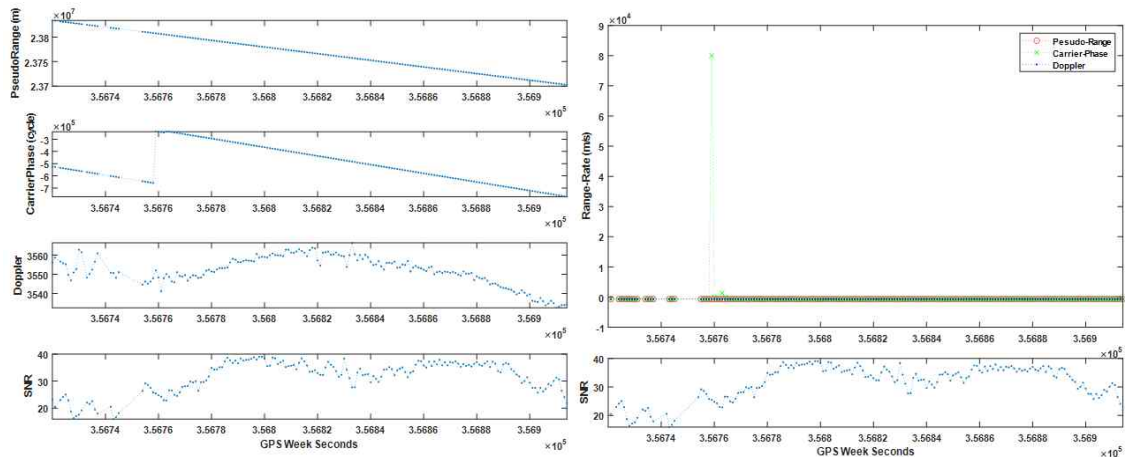 ×10⁷
PseudoRange (m)
2.38
2.375
2.37
3.5674 3.5676 3.5678 3.568 3.5682 3.5684 3.5686 3.5688 3.569
×10⁵
×10⁵
CarrierPhase (cycle)
-3
-4
-5
-6
-7
3.5674 3.5676 3.5678 3.568 3.5682 3.5684 3.5686 3.5688 3.569
×10⁵
Doppler
3560
3550
3540
3.5674 3.5676 3.5678 3.568 3.5682 3.5684 3.5686 3.5688 3.569
×10⁵
SNR
40
30
20
3.5674 3.5676 3.5678 3.568 3.5682 3.5684 3.5686 3.5688 3.569
GPS Week Seconds
×10⁵
×10⁴
Range-Rate (m/s)
9
8
7
6
5
4
3
2
1
0
-1
Pesudo-Range
Carrier-Phase
Doppler
3.5674 3.5676 3.5678 3.568 3.5682 3.5684 3.5686 3.5688 3.569
×10⁵
SNR
40
30
20
3.5674 3.5676 3.5678 3.568 3.5682 3.5684 3.5686 3.5688 3.569
GPS Week Seconds
×10⁵